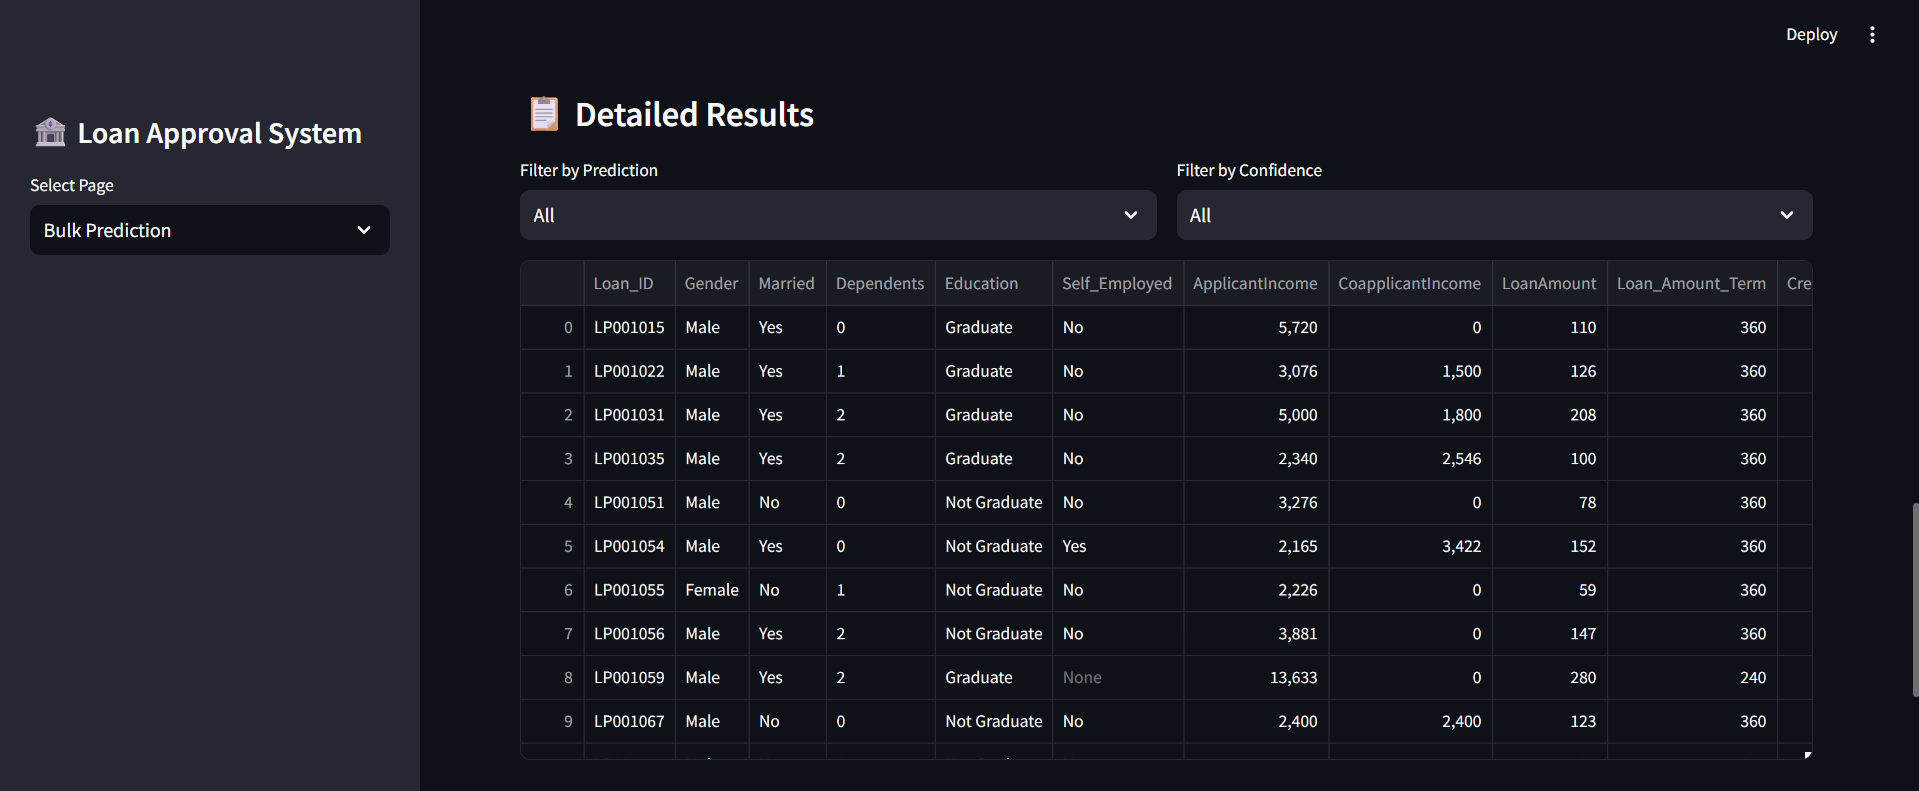 Deploy
Loan Approval System
Select Page
Bulk Prediction
Detailed Results
Filter by Prediction Filter by Confidence
All All
Loan_ID Gender Married Dependents Education Self_Employed ApplicantIncome CoapplicantIncome LoanAmount Loan_Amount_Term Cre
0 LP001015 Male Yes 0 Graduate No 5,720 0 110 360
1 LP001022 Male Yes 1 Graduate No 3,076 1,500 126 360
2 LP001031 Male Yes 2 Graduate No 5,000 1,800 208 360
3 LP001035 Male Yes 2 Graduate No 2,340 2,546 100 360
4 LP001051 Male No 0 Not Graduate No 3,276 0 78 360
5 LP001054 Male Yes 0 Not Graduate Yes 2,165 3,422 152 360
6 LP001055 Female No 1 Not Graduate No 2,226 0 59 360
7 LP001056 Male Yes 2 Not Graduate No 3,881 0 147 360
8 LP001059 Male Yes 2 Graduate None 13,633 0 280 240
9 LP001067 Male No 0 Not Graduate No 2,400 2,400 123 360